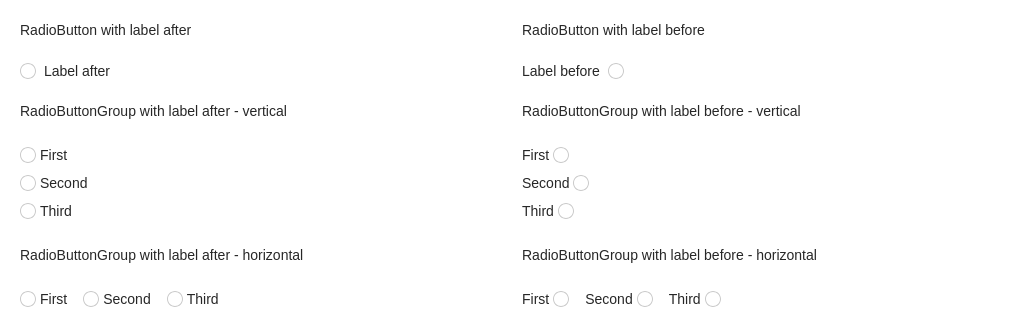 RadioButton with label after
Label after
RadioButtonGroup with label after - vertical
First
Second
Third
RadioButtonGroup with label after - horizontal
First Second Third
RadioButton with label before
Label before
RadioButtonGroup with label before - vertical
First
Second
Third
RadioButtonGroup with label before - horizontal
First Second Third